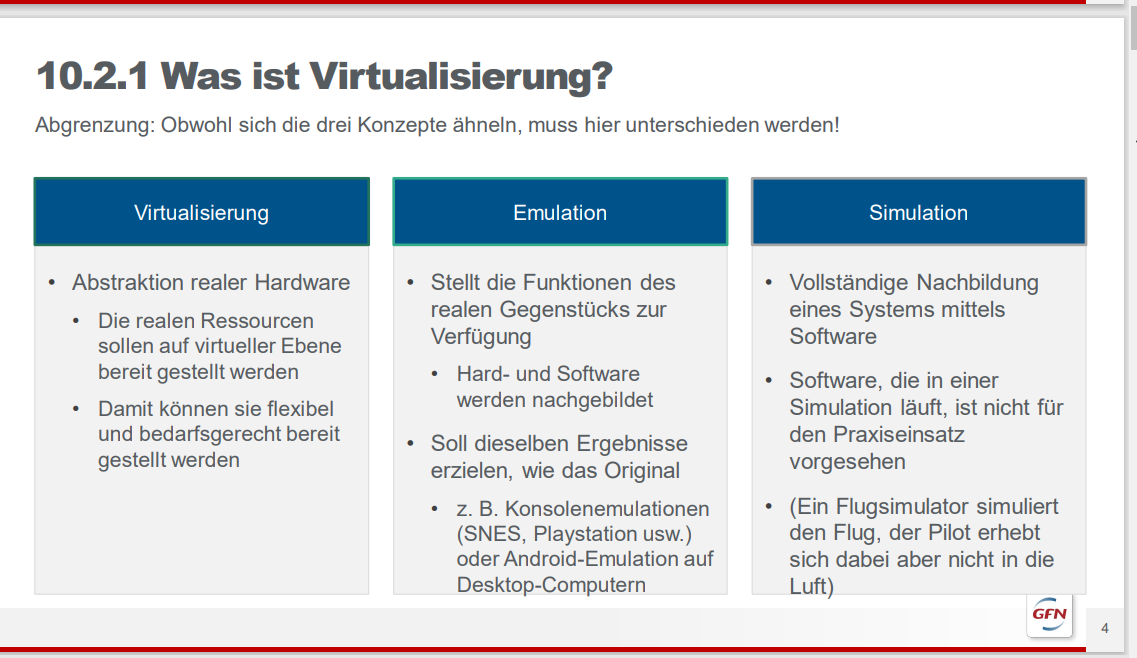 10.2.1 Was ist Virtualisierung?
Abgrenzung: Obwohl sich die drei Konzepte ähneln, muss hier unterschieden werden!
Virtualisierung
• Abstraktion realer Hardware
• Die realen Ressourcen
sollen auf virtueller Ebene
bereit gestellt werden
• Damit können sie flexibel
und bedarfsgerecht bereit
gestellt werden
Emulation
• Stellt die Funktionen des
realen Gegenstücks zur
Verfügung
• Hard- und Software
werden nachgebildet
• Soll dieselben Ergebnisse
erzielen, wie das Original
• z. B. Konsolenemulationen
(SNES, Playstation usw.)
oder Android-Emulation auf
Desktop-Computern
Simulation
• Vollständige Nachbildung
eines Systems mittels
Software
• Software, die in einer
Simulation läuft, ist nicht für
den Praxiseinsatz
vorgesehen
• (Ein Flugsimulator simuliert
den Flug, der Pilot erhebt
sich dabei aber nicht in die
Luft)
GFN
4